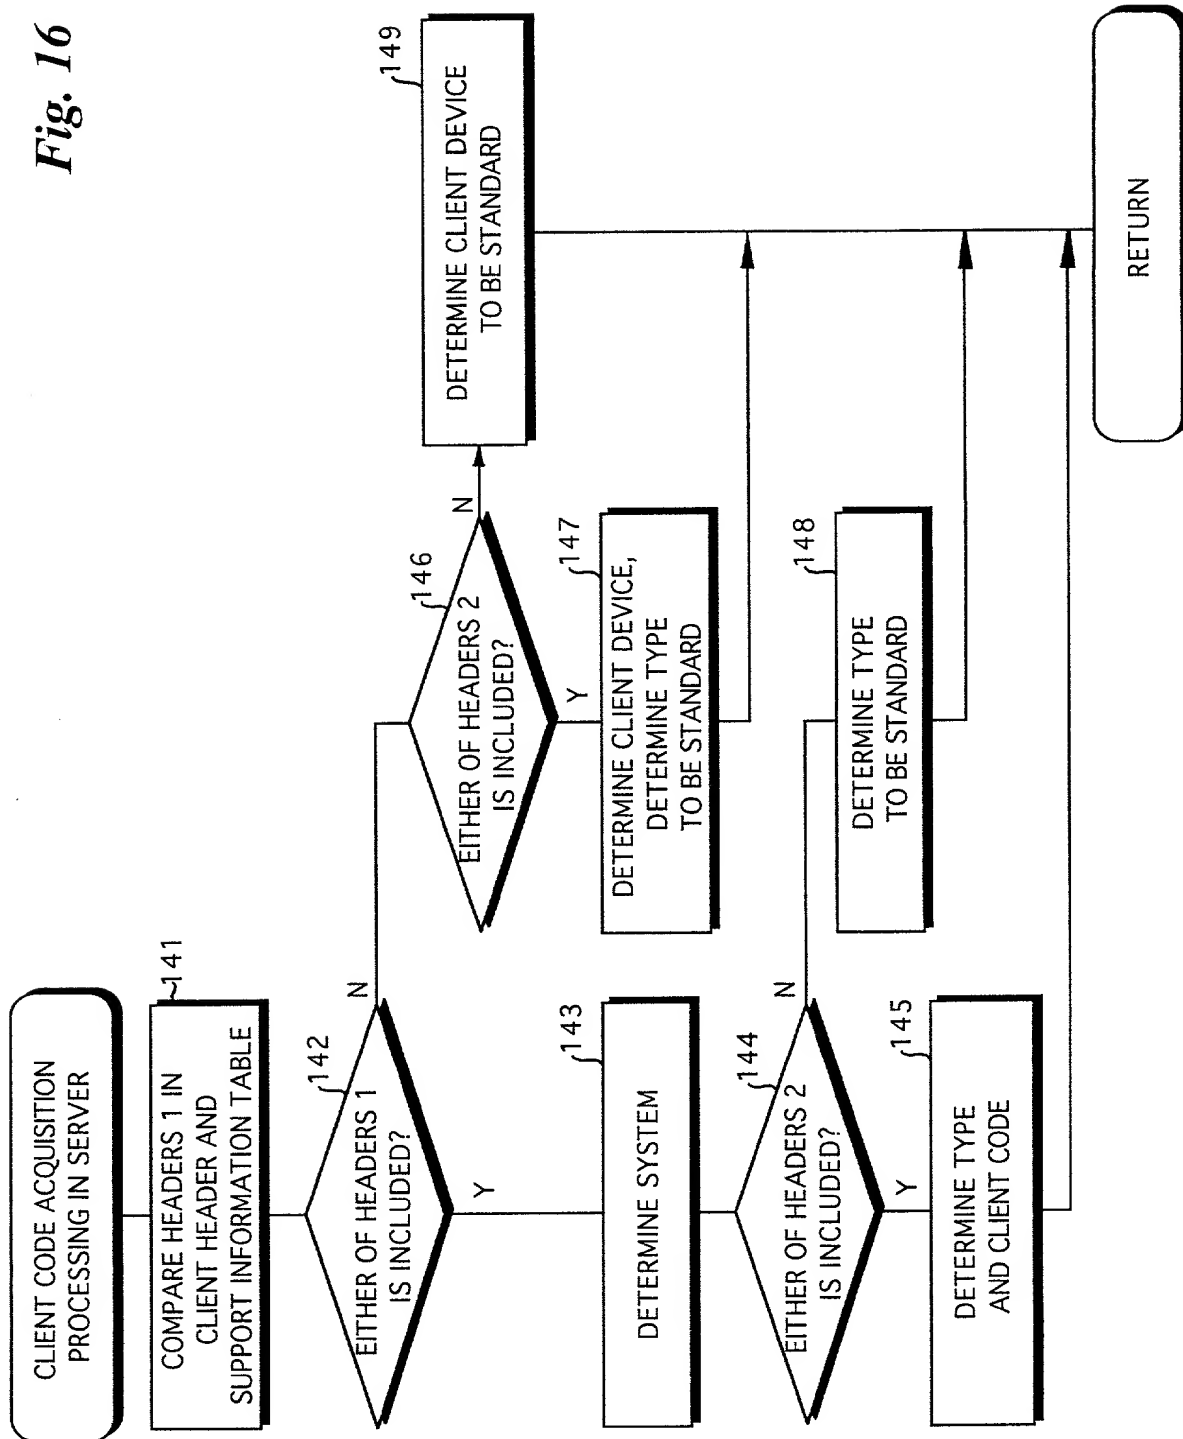 Fig. 16
CLIENT CODE ACQUISITION
PROCESSING IN SERVER
141
COMPARE HEADERS 1 IN
CLIENT HEADER AND
SUPPORT INFORMATION TABLE
142
EITHER OF HEADERS 1
IS INCLUDED?
N
Y
146
EITHER OF HEADERS 2
IS INCLUDED?
N
Y
149
DETERMINE CLIENT DEVICE
TO BE STANDARD
143
DETERMINE SYSTEM
147
DETERMINE CLIENT DEVICE,
DETERMINE TYPE
TO BE STANDARD
144
EITHER OF HEADERS 2
IS INCLUDED?
N
Y
148
DETERMINE TYPE
TO BE STANDARD
145
DETERMINE TYPE
AND CLIENT CODE
RETURN